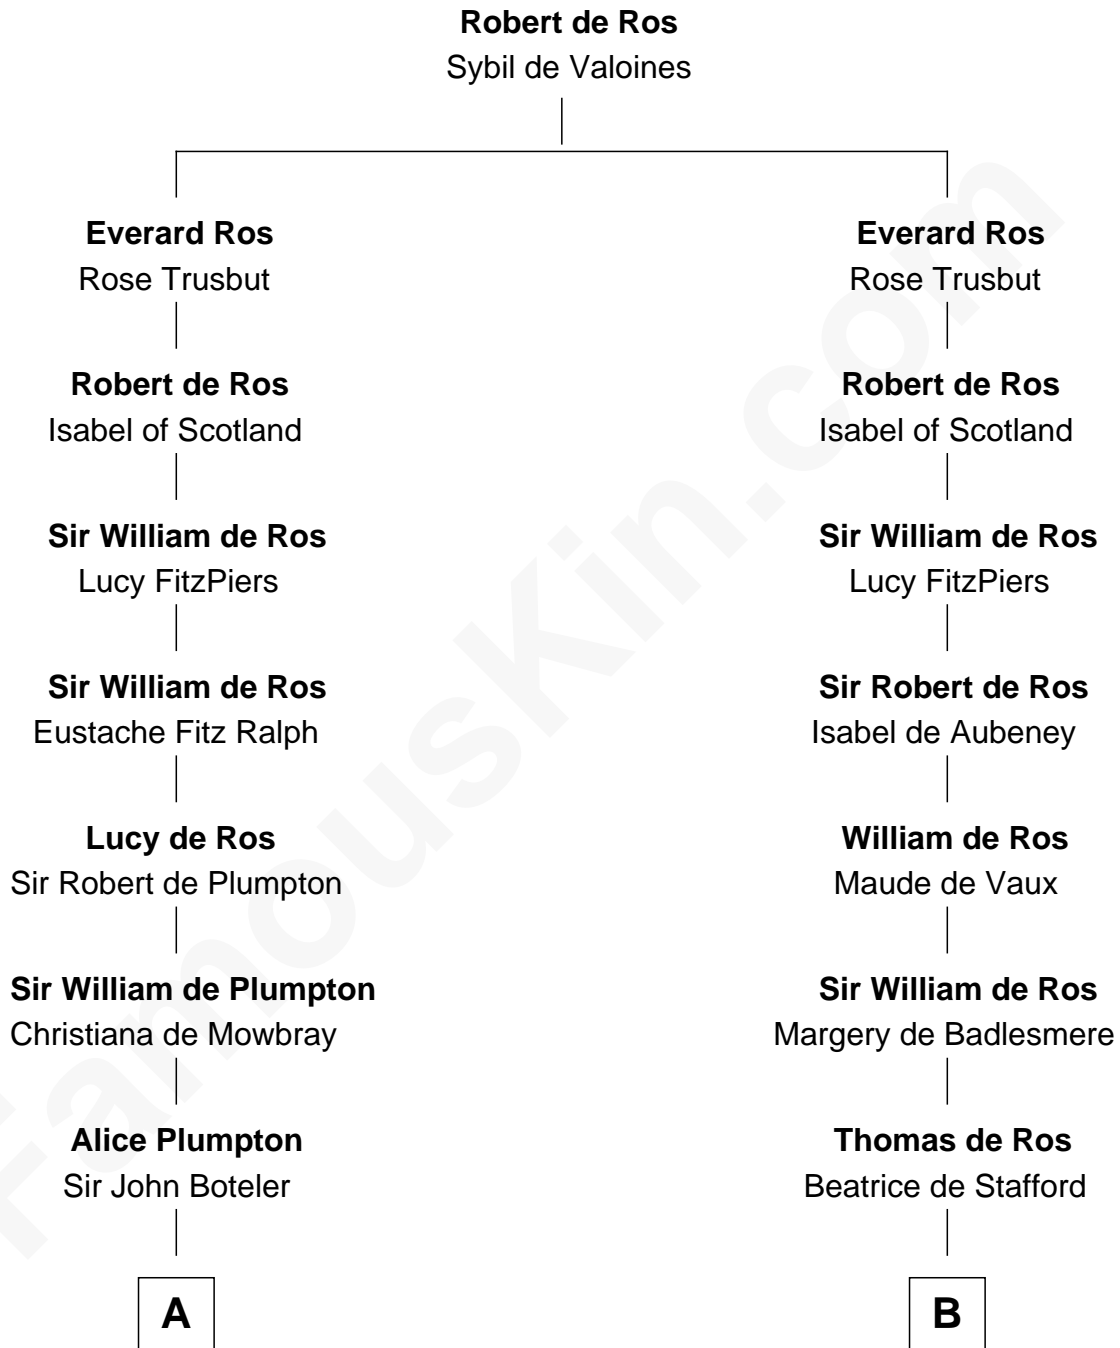 Robert de Ros
Sybil de Valoines
Everard Ros
Rose Trusbut
Robert de Ros
Isabel of Scotland
Sir William de Ros
Lucy FitzPiers
Sir William de Ros
Eustache Fitz Ralph
Lucy de Ros
Sir Robert de Plumpton
Sir William de Plumpton
Christiana de Mowbray
Alice Plumpton
Sir John Boteler
A
Everard Ros
Rose Trusbut
Robert de Ros
Isabel of Scotland
Sir William de Ros
Lucy FitzPiers
Sir Robert de Ros
Isabel de Aubeney
William de Ros
Maude de Vaux
Sir William de Ros
Margery de Badlesmere
Thomas de Ros
Beatrice de Stafford
B
FamousKin.com